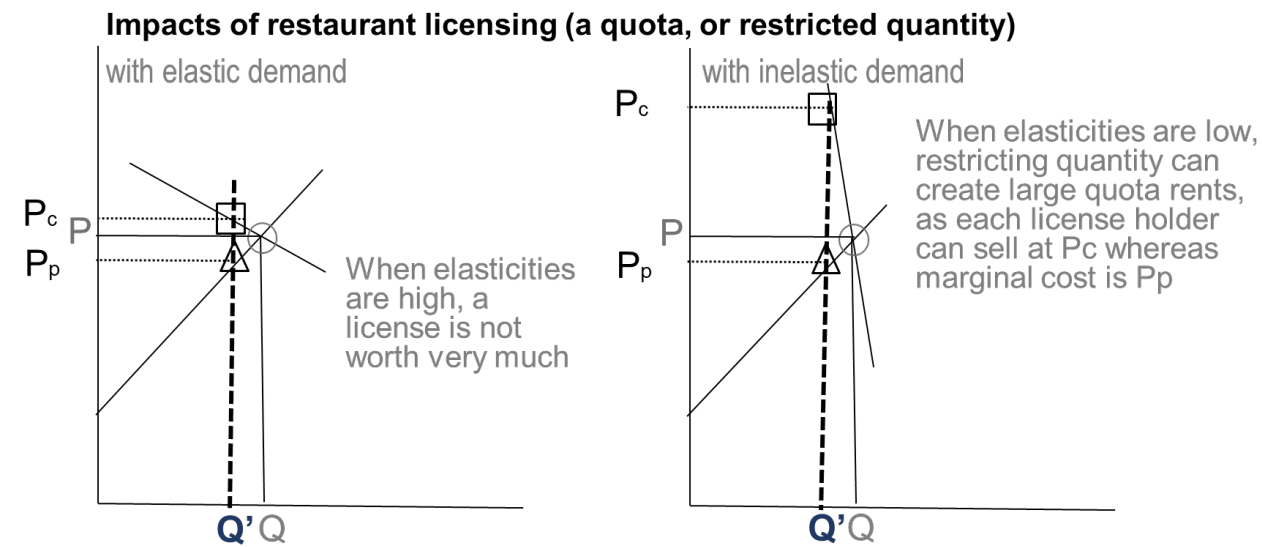 Impacts of restaurant licensing (a quota, or restricted quantity)
with elastic demand
Pc
P
Pp
When elasticities
are high, a
license is not
worth very much
Q’ Q
with inelastic demand
Pc
P
Pp
When elasticities are low,
restricting quantity can
create large quota rents,
as each license holder
can sell at Pc whereas
marginal cost is Pp
Q’ Q